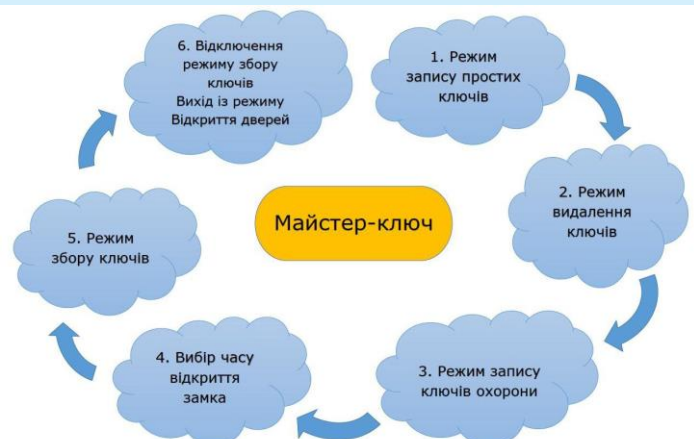 1. Режим
запису простих
ключів
2. Режим
видалення
ключів
3. Режим запису
ключів охорони
4. Вибір часу
відкриття
замка
5. Режим
збору ключів
6. Відключення
режиму збору
ключів
Вихід із режиму
Відкриття дверей
Майстер-ключ